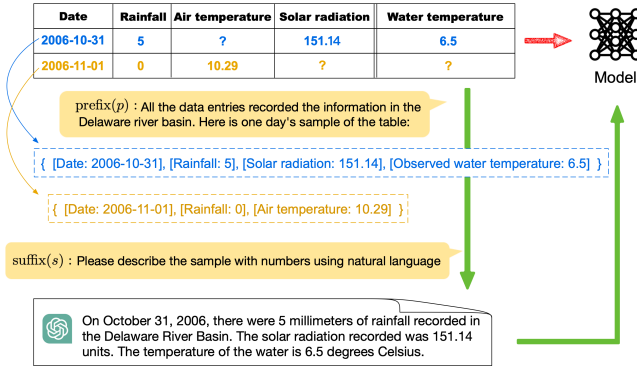 Date Rainfall Air temperature Solar radiation Water temperature
2006-10-31 5 ? 151.14 6.5
2006-11-01 0 10.29 ? ?
Model
prefix(p) : All the data entries recorded the information in the
Delaware river basin. Here is one day's sample of the table:
{ [Date: 2006-10-31], [Rainfall: 5], [Solar radiation: 151.14], [Observed water temperature: 6.5] }
{ [Date: 2006-11-01], [Rainfall: 0], [Air temperature: 10.29] }
suffix(s) : Please describe the sample with numbers using natural language
On October 31, 2006, there were 5 millimeters of rainfall recorded in
the Delaware River Basin. The solar radiation recorded was 151.14
units. The temperature of the water is 6.5 degrees Celsius.